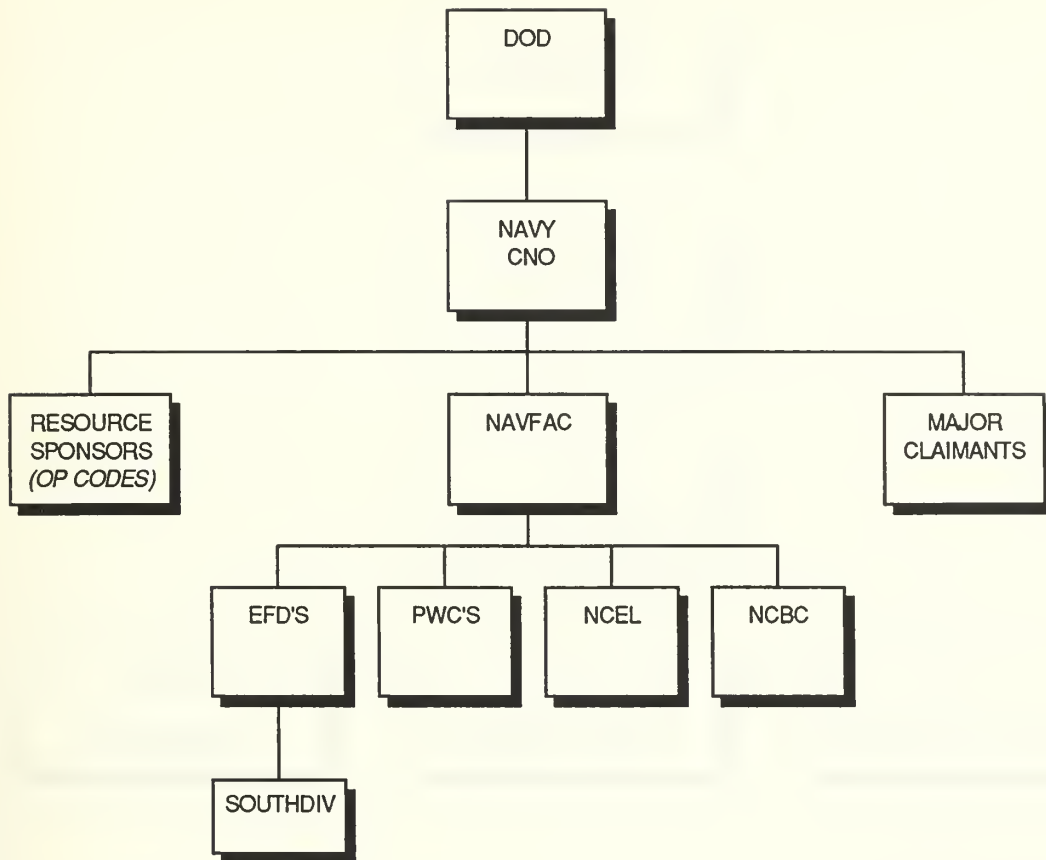 DOD
NAVY
CNO
RESOURCE
SPONSORS
(OP CODES)
NAVFAC
MAJOR
CLAIMANTS
EFD'S
PWC'S
NCEL
NCBC
SOUTHDIV